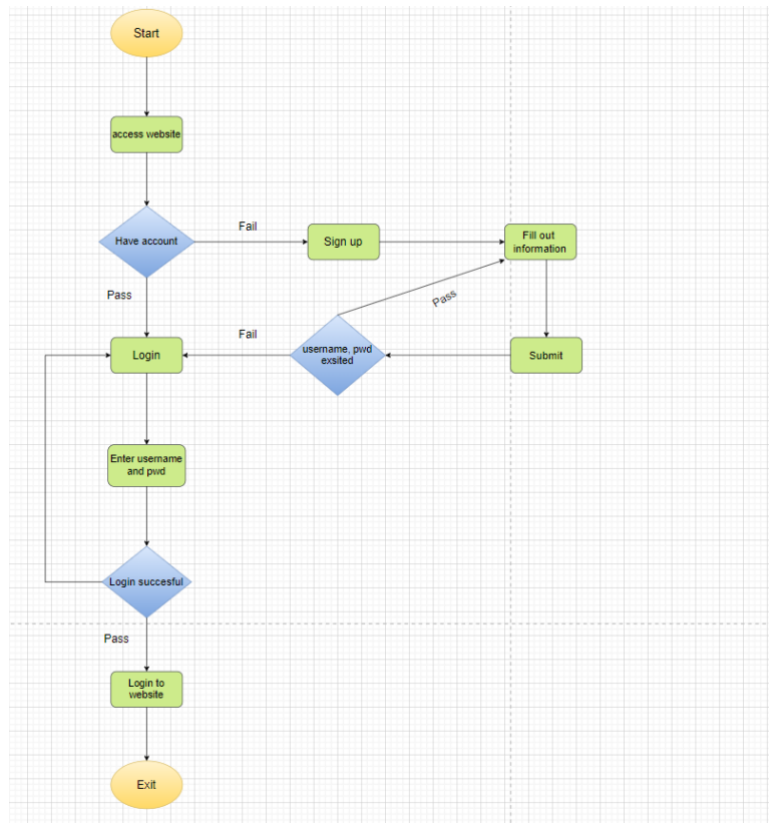 Start
access website
Have account
Fail
Sign up
Fill out
information
Pass
Pass
Login
Fail
username, pwd
exsited
Submit
Enter username
and pwd
Login succesful
Pass
Login to
website
Exit